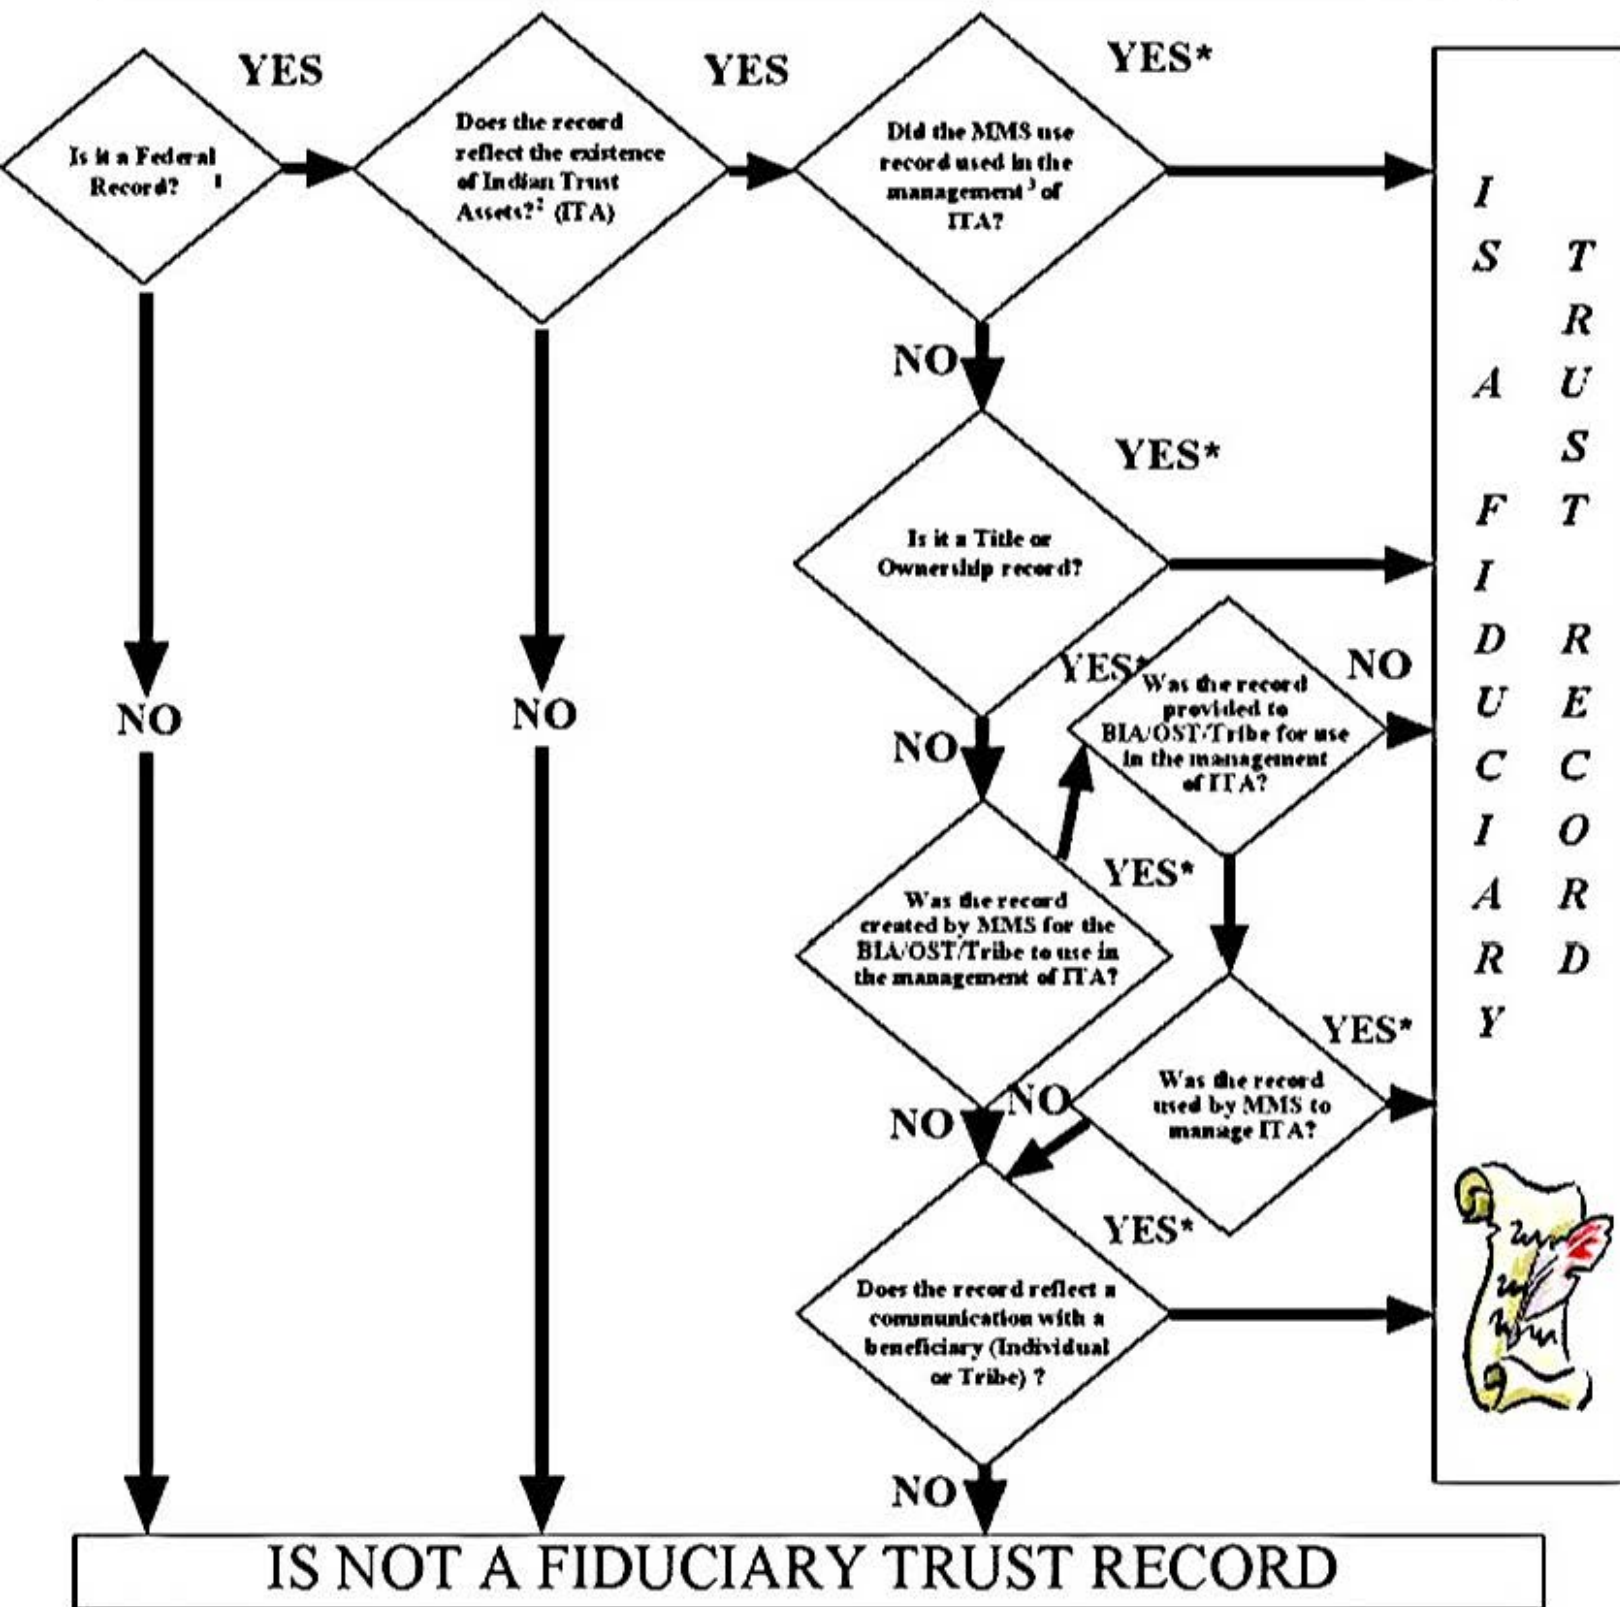 YES
YES
YES*
Is it a Federal
Record? 1
Does the record
reflect the existence
of Indian Trust
Assets?² (ITA)
Did the MMS use
record used in the
management³ of
ITA?
NO
YES*
Is it a Title or
Ownership record?
NO
NO
NO
YES*
Was the record
provided to
BIA/OST/Tribe for use
in the management
of ITA?
NO
YES*
Was the record
created by MMS for the
BIA/OST/Tribe to use in
the management of ITA?
NO
NO
YES*
Was the record
used by MMS to
manage ITA?
YES*
Does the record reflect a
communication with a
beneficiary (Individual
or Tribe) ?
NO
IS A FIDUCIARY
TRUST RECORD
IS NOT A FIDUCIARY TRUST RECORD